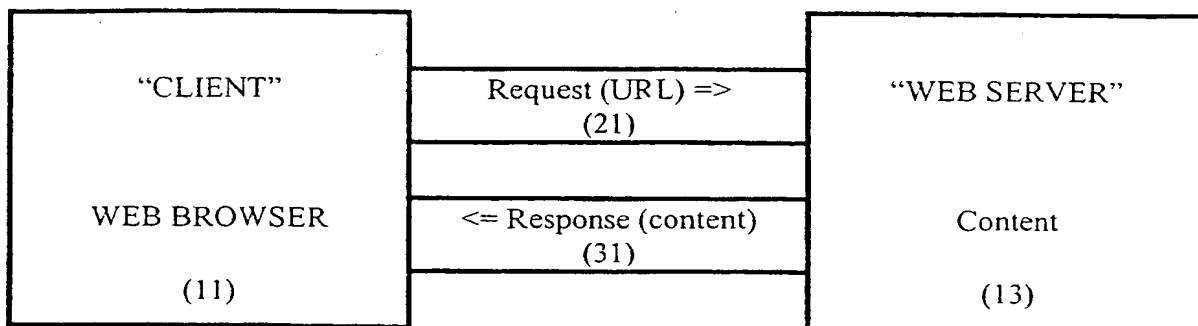 “CLIENT”
WEB BROWSER
(11)
Request (URL) =>
(21)
<= Response (content)
(31)
“WEB SERVER”
Content
(13)